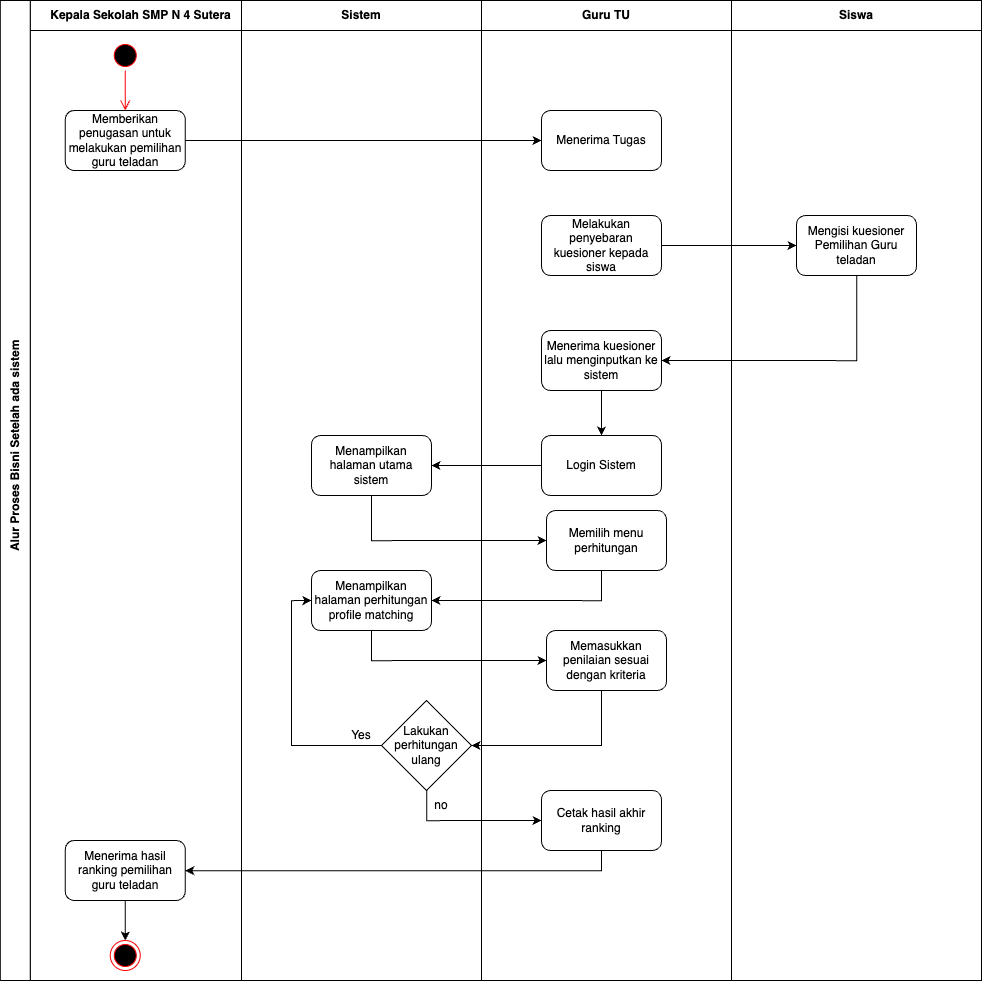 Kepala Sekolah SMP N 4 Sutera
Sistem
Guru TU
Siswa
Alur Proses Bisni Setelah ada sistem
Memberikan
penugasan untuk
melakukan pemilihan
guru teladan
Menerima Tugas
Melakukan
penyebaran
kuesioner kepada
siswa
Mengisi kuesioner
Pemilihan Guru
teladan
Menerima kuesioner
lalu menginputkan ke
sistem
Menampilkan
halaman utama
sistem
Login Sistem
Memilih menu
perhitungan
Menampilkan
halaman perhitungan
profile matching
Memasukkan
penilaian sesuai
dengan kriteria
Yes
Lakukan
perhitungan
ulang
no
Cetak hasil akhir
ranking
Menerima hasil
ranking pemilihan
guru teladan